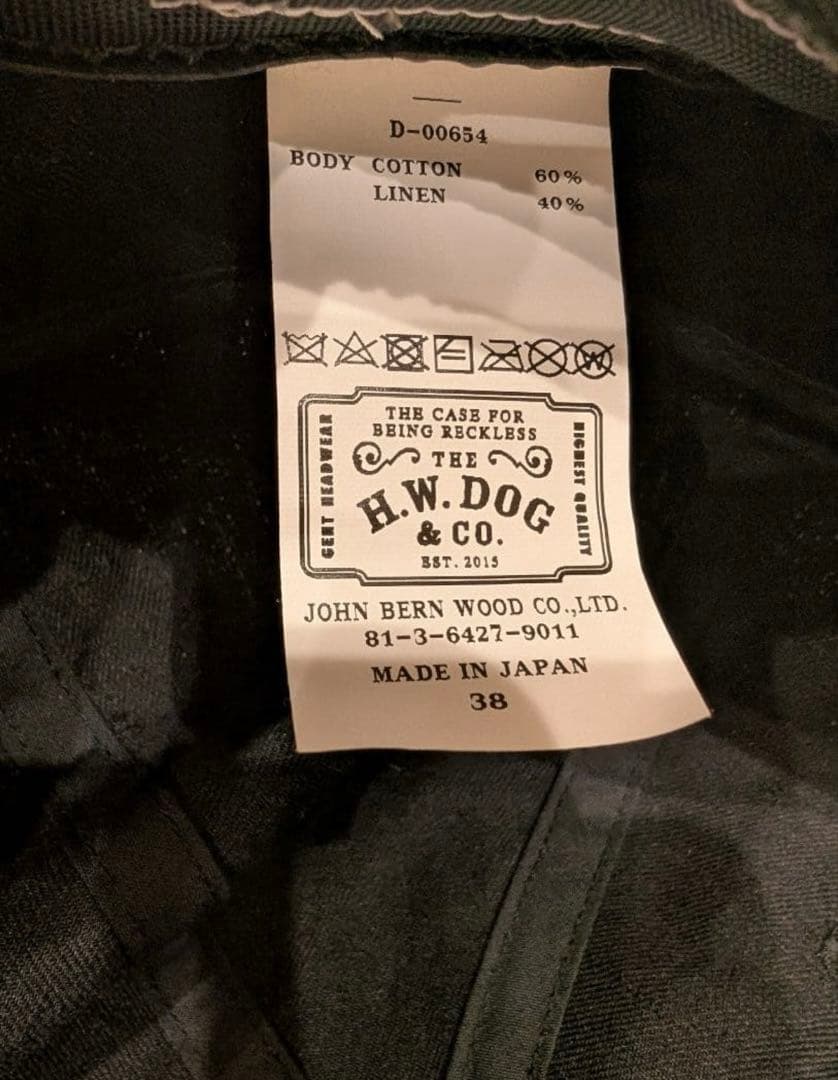 D-00654
BODY COTTON 60%
LINEN 40%
THE CASE FOR
BEING RECKLESS
THE
H.W. DOG
& CO.
EST. 2015
GENT HEADWEAR
HIGHEST QUALITY
JOHN BERN WOOD CO.,LTD.
81-3-6427-9011
MADE IN JAPAN
38